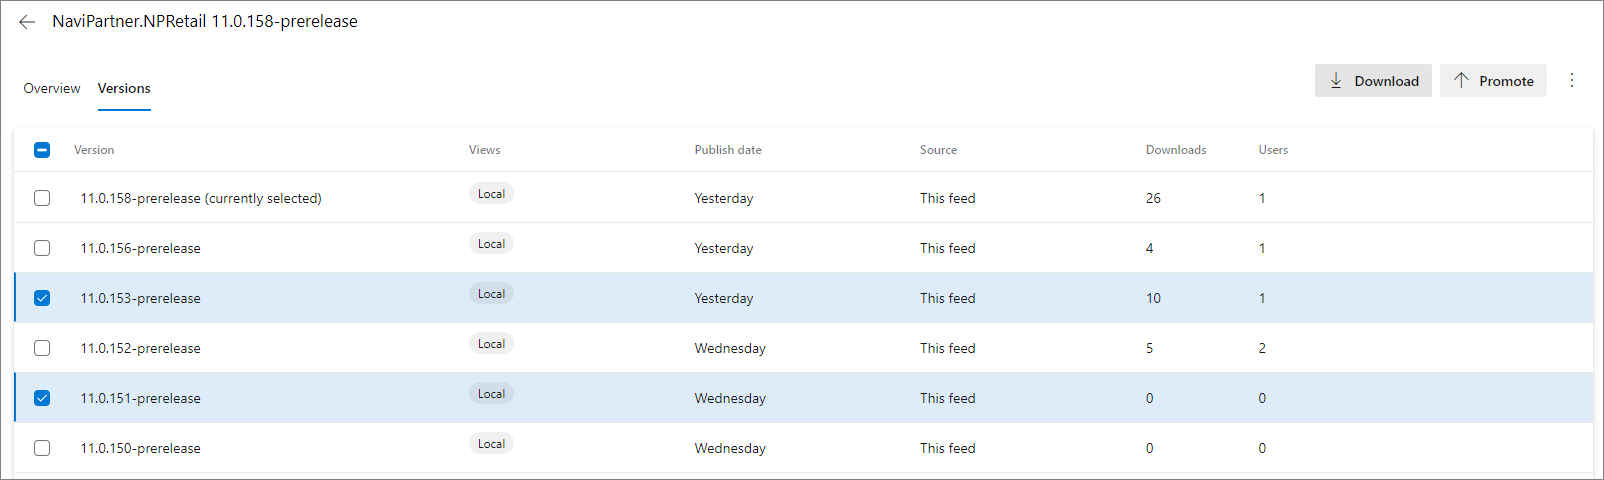 NaviPartner.NPRetail 11.0.158-prerelease
Overview Versions Download Promote
Version Views Publish date Source Downloads Users
11.0.158-prerelease (currently selected) Local Yesterday This feed 26 1
11.0.156-prerelease Local Yesterday This feed 4 1
11.0.153-prerelease Local Yesterday This feed 10 1
11.0.152-prerelease Local Wednesday This feed 5 2
11.0.151-prerelease Local Wednesday This feed 0 0
11.0.150-prerelease Local Wednesday This feed 0 0